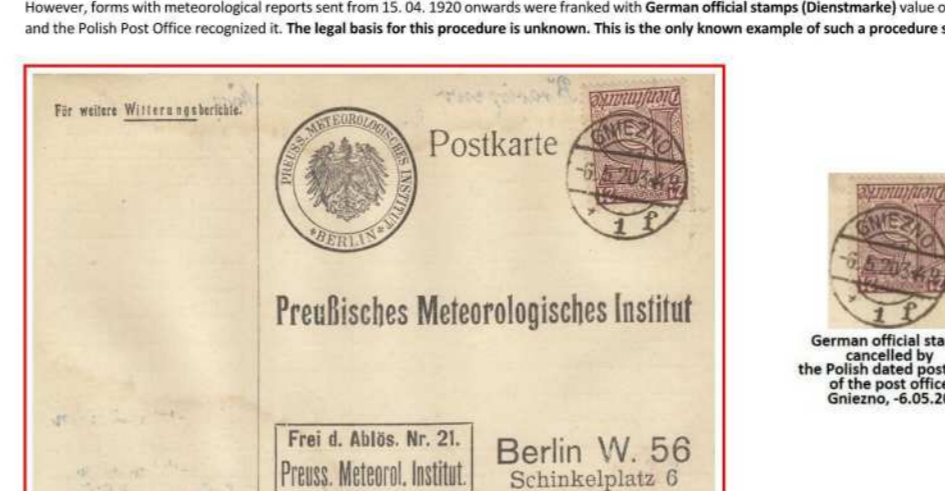 However, forms with meteorological reports sent from 15. 04. 1920 onwards were franked with German official stamps (Dienstmarke) value o
and the Polish Post Office recognized it. The legal basis for this procedure is unknown. This is the only known example of such a procedure s
Für weitere Witterungsberichte.
PREUSS. METEOROLOGISCHES INSTITUT
*BERLIN*
Postkarte
Dienstmarke
GNIEZNO
-6.5.20
1 f
Preußisches Meteorologisches Institut
Frei d. Ablös. Nr. 21.
Preuss. Meteorol. Institut.
Berlin W. 56
Schinkelplatz 6
Dienstmarke
GNIEZNO
-6.5.20
1 f
German official sta
cancelled by
the Polish dated post
of the post office
Gniezno, -6.05.20